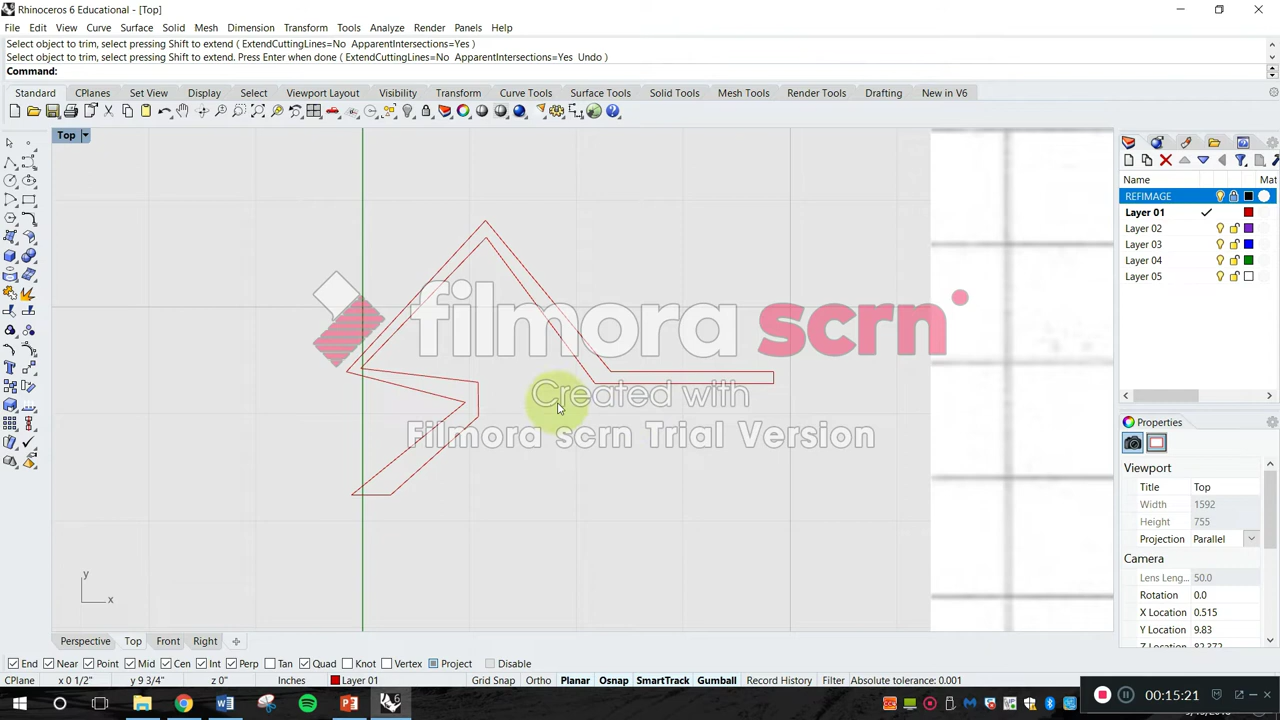 Rhinoceros 6 Educational - [Top]
File Edit View Curve Surface Solid Mesh Dimension Transform Tools Analyze Render Panels Help
Select object to trim, select pressing Shift to extend ( ExtendCuttingLines=No ApparentIntersections=Yes )
Select object to trim, select pressing Shift to extend. Press Enter when done ( ExtendCuttingLines=No ApparentIntersections=Yes Undo )
Command:
Standard CPlanes Set View Display Select Viewport Layout Visibility Transform Curve Tools Surface Tools Solid Tools Mesh Tools Render Tools Drafting New in V6
Top
Name Mat
REFIMAGE
Layer 01
Layer 02
Layer 03
Layer 04
Layer 05
filmora scrn
Created with
Filmora scrn Trial Version
Properties
Viewport
Title Top
Width 1592
Height 755
Projection Parallel
Camera
Lens Leng... 50.0
Rotation 0.0
X Location 0.515
Y Location 9.83
Z Location 82.372
y
x
Perspective Top Front Right
End Near Point Mid Cen Int Perp Tan Quad Knot Vertex Project Disable
CPlane x 0 1/2" y 9 3/4" z 0" Inches Layer 01 Grid Snap Ortho Planar Osnap SmartTrack Gumball Record History Filter Absolute tolerance: 0.001
00:15:21